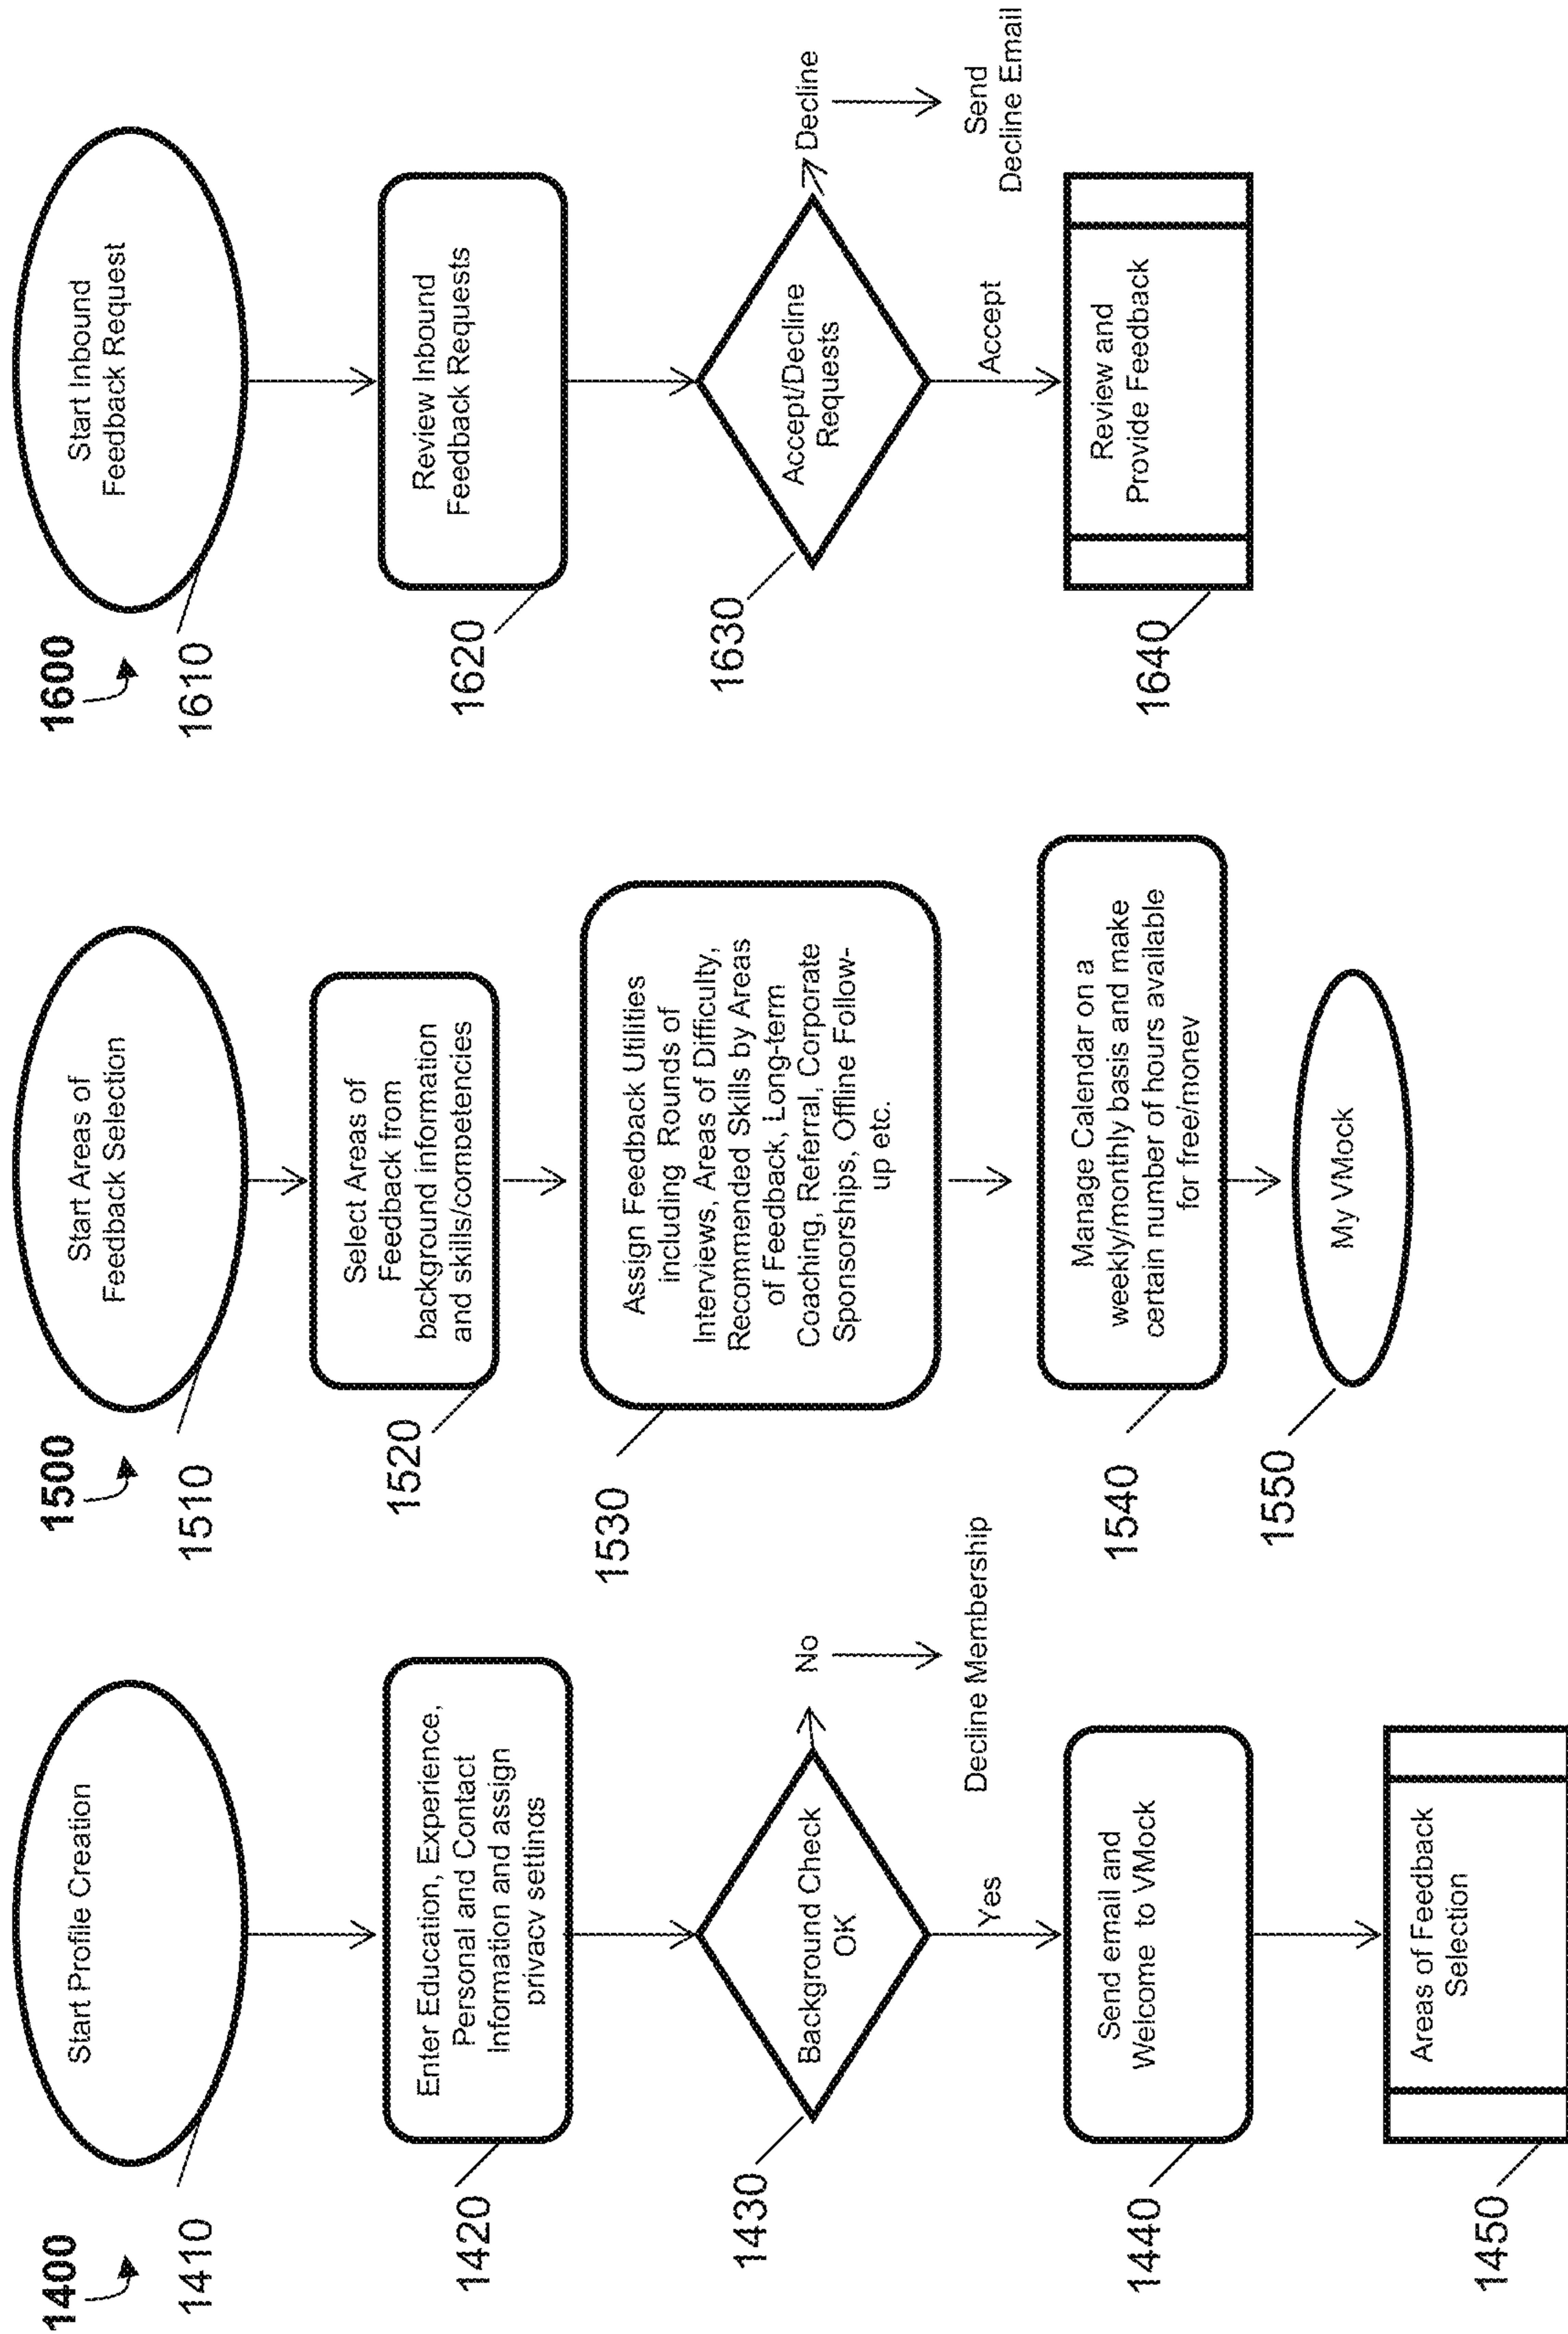 1400
1410
Start Profile Creation
1420
Enter Education, Experience,
Personal and Contact
Information and assign
privacy settings
1430
Background Check
OK
No
Decline Membership
Yes
1440
Send email and
Welcome to VMock
1450
Areas of Feedback
Selection
1500
1510
Start Areas of
Feedback Selection
1520
Select Areas of
Feedback from
background information
and skills/competencies
1530
Assign Feedback Utilities
including Rounds of
Interviews, Areas of Difficulty,
Recommended Skills by Areas
of Feedback, Long-term
Coaching, Referral, Corporate
Sponsorships, Offline Follow-
up etc.
1540
Manage Calendar on a
weekly/monthly basis and make
certain number of hours available
for free/money
1550
My VMock
1600
1610
Start Inbound
Feedback Request
1620
Review Inbound
Feedback Requests
1630
Accept/Decline
Requests
Decline
Send
Decline Email
Accept
1640
Review and
Provide Feedback